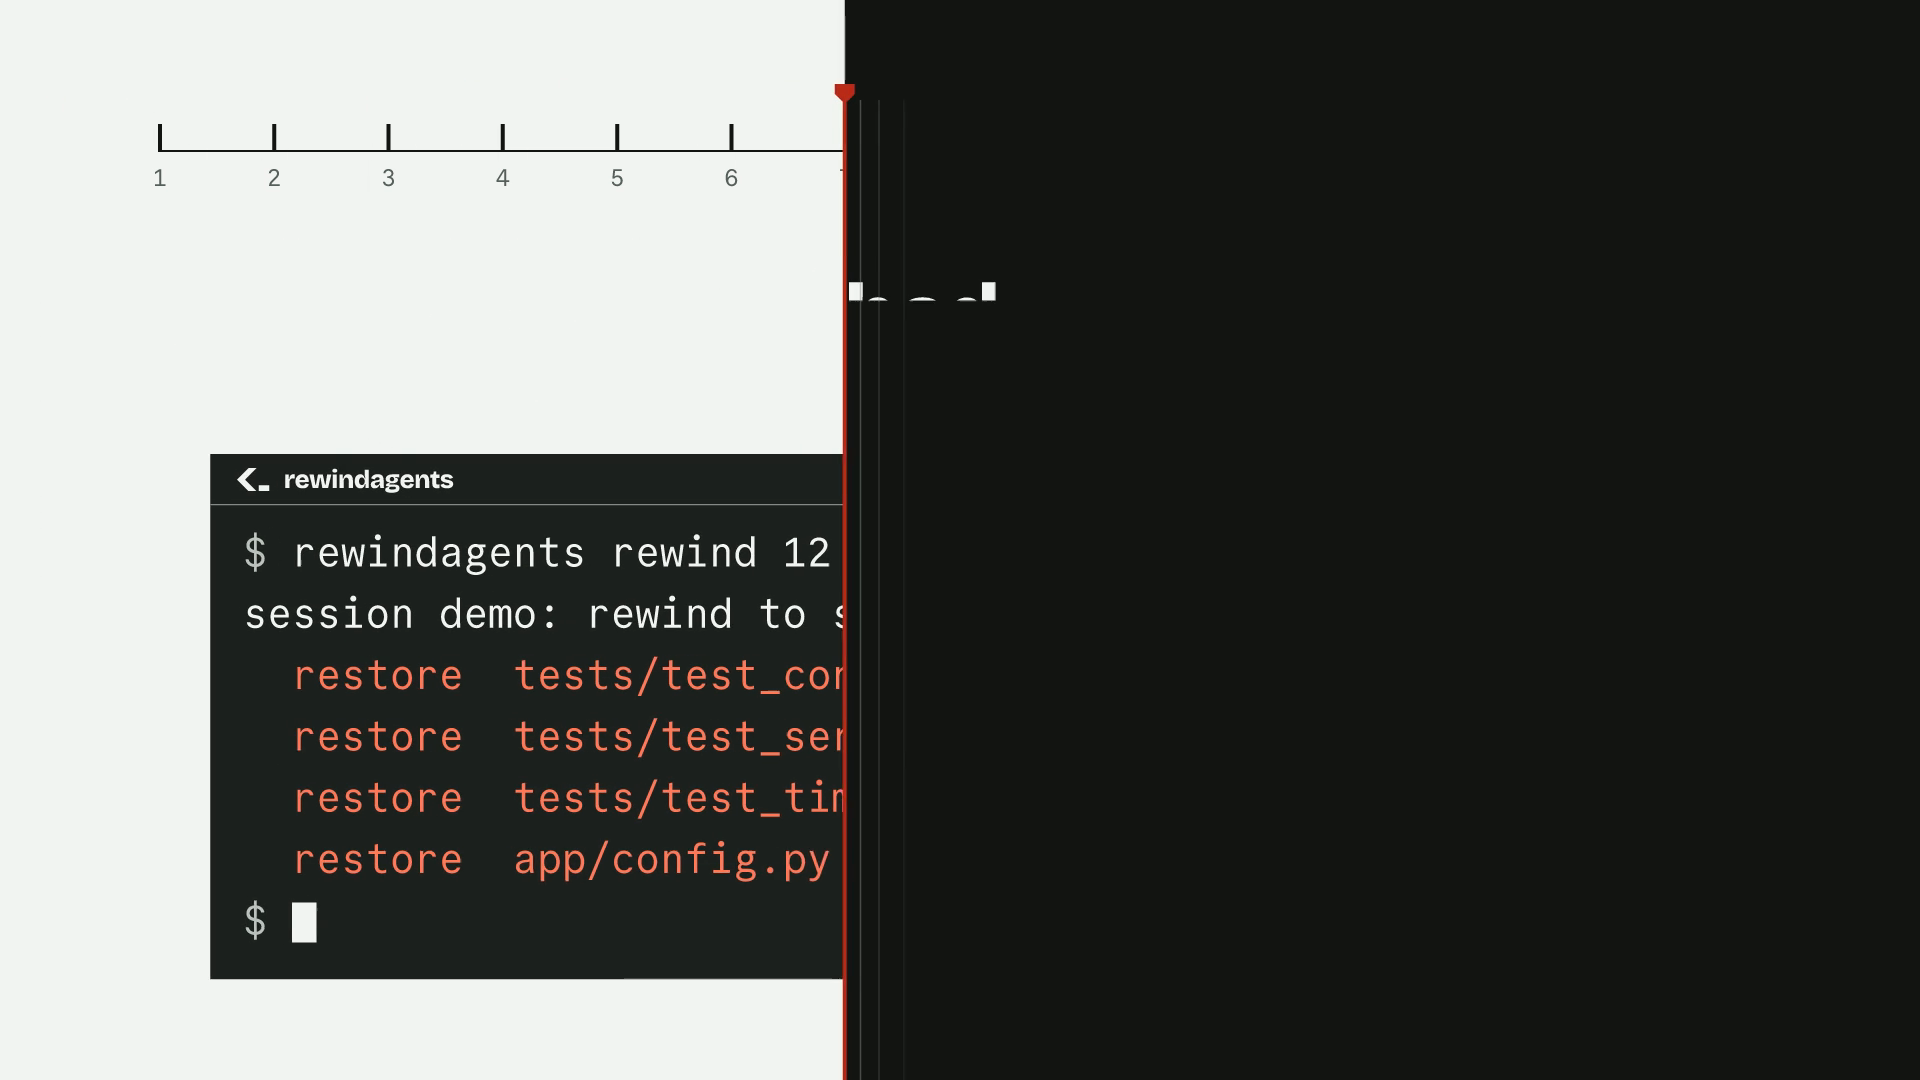 1 2 3 4 5 6
rewindagents
$ rewindagents rewind 12
session demo: rewind to
restore tests/test_con
restore tests/test_ser
restore tests/test_tim
restore app/config.py
$